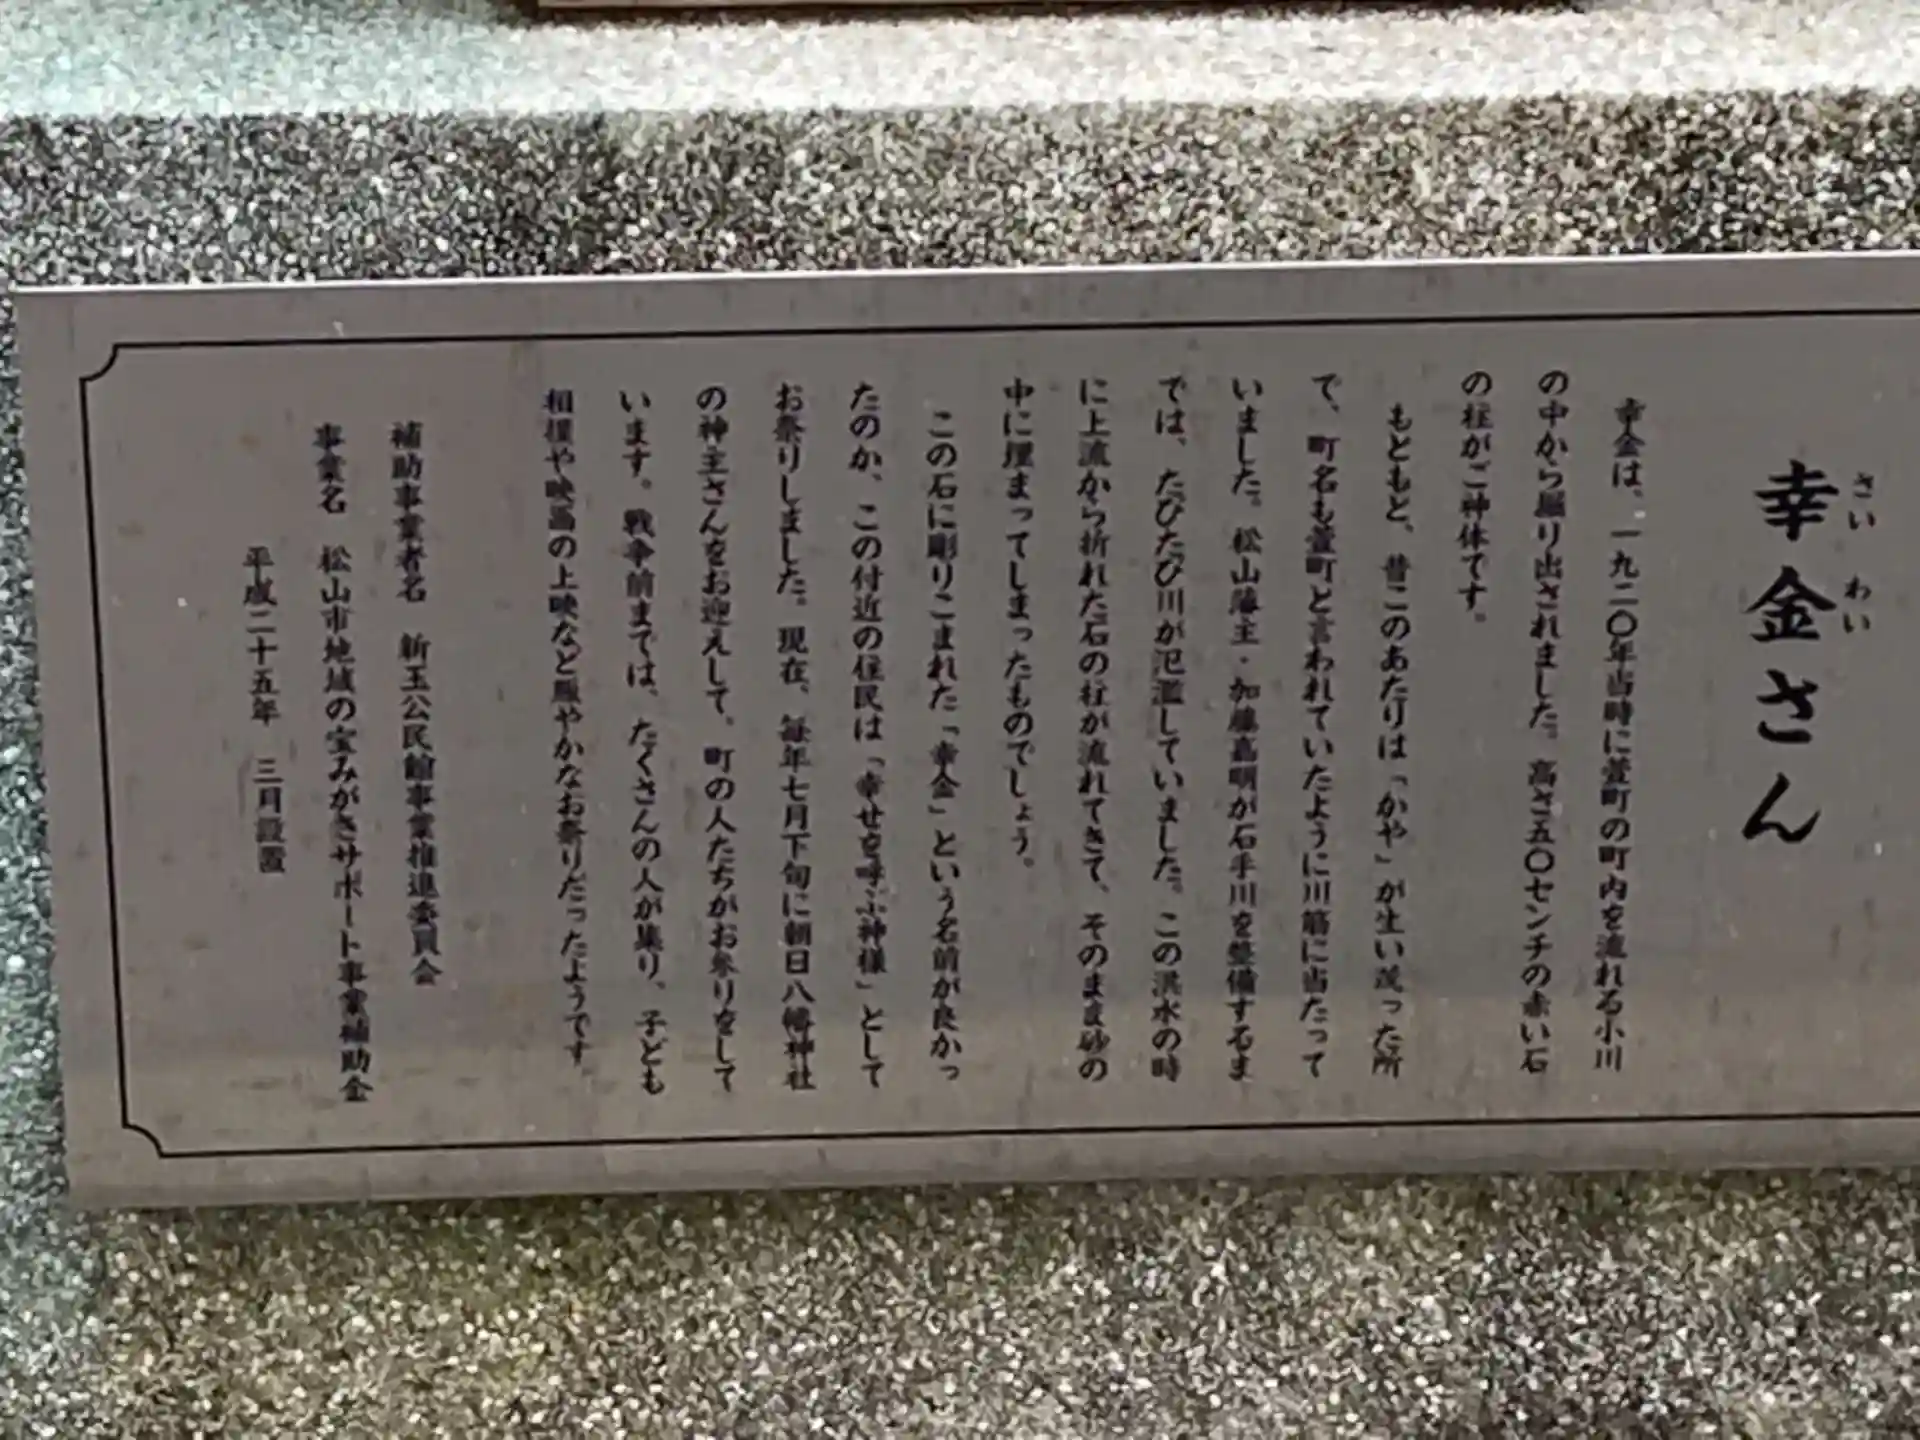 幸金さん
さいわい
幸金は、一九二〇年当時に萱町の町内を流れる小川
の中から掘り出されました。高さ五〇センチの赤い石
の柱がご神体です。
もともと、昔このあたりは「かや」が生い茂った所
で、町名も萱町と言われていたように川筋に当たって
いました。松山藩主・加藤嘉明が石手川を整備するま
では、たびたび川が氾濫していました。この洪水の時
に上流から折れた石の柱が流れてきて、そのまま砂の
中に埋まってしまったものでしょう。
この石に彫りこまれた「幸金」という名前が良かっ
たのか、この付近の住民は「幸せを呼ぶ神様」として
お祭りしました。現在、毎年七月下旬に朝日八幡神社
の神主さんをお迎えして、町の人たちがお参りをして
います。戦争前までは、たくさんの人が集り、子ども
相撲や映画の上映など賑やかなお祭りだったようです
補助事業者名　新玉公民館事業推進委員会
事業名　松山市地域の宝みがきサポート事業補助金
平成二十五年　三月設置